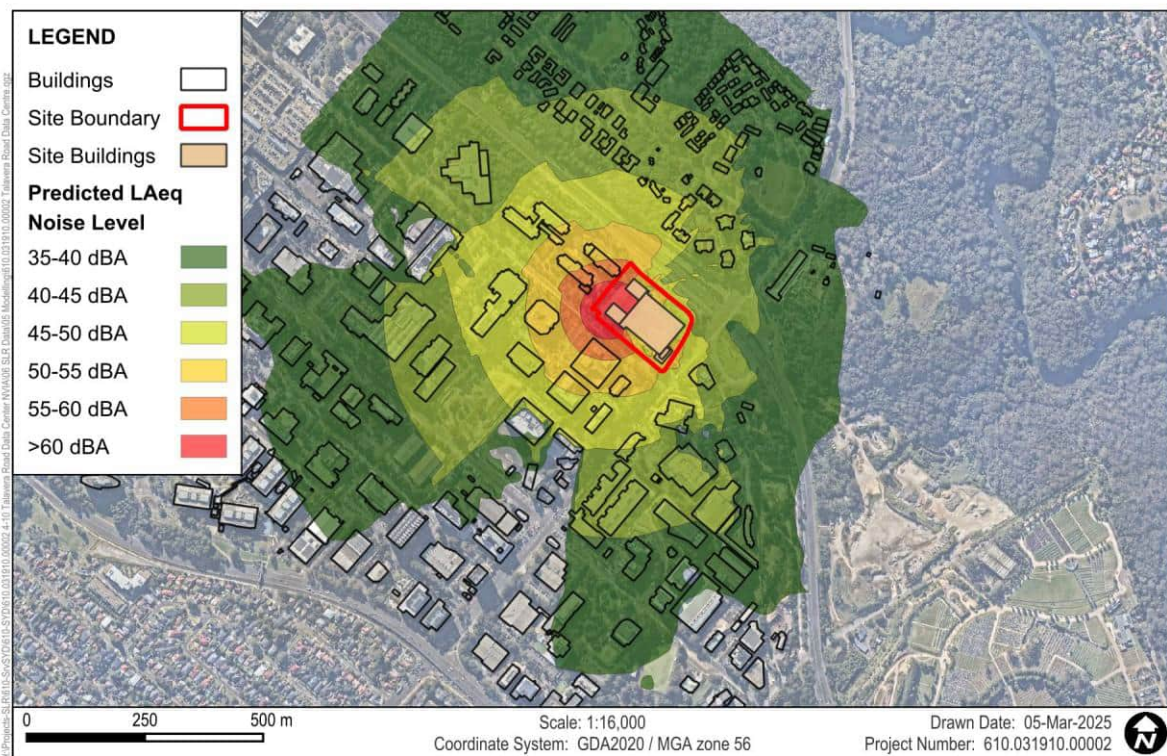 LEGEND
Buildings
Site Boundary
Site Buildings
Predicted LAeq
Noise Level
35-40 dBA
40-45 dBA
45-50 dBA
50-55 dBA
55-60 dBA
>60 dBA
0 250 500 m
Scale: 1:16,000
Coordinate System: GDA2020 / MGA zone 56
Drawn Date: 05-Mar-2025
Project Number: 610.031910.00002
N